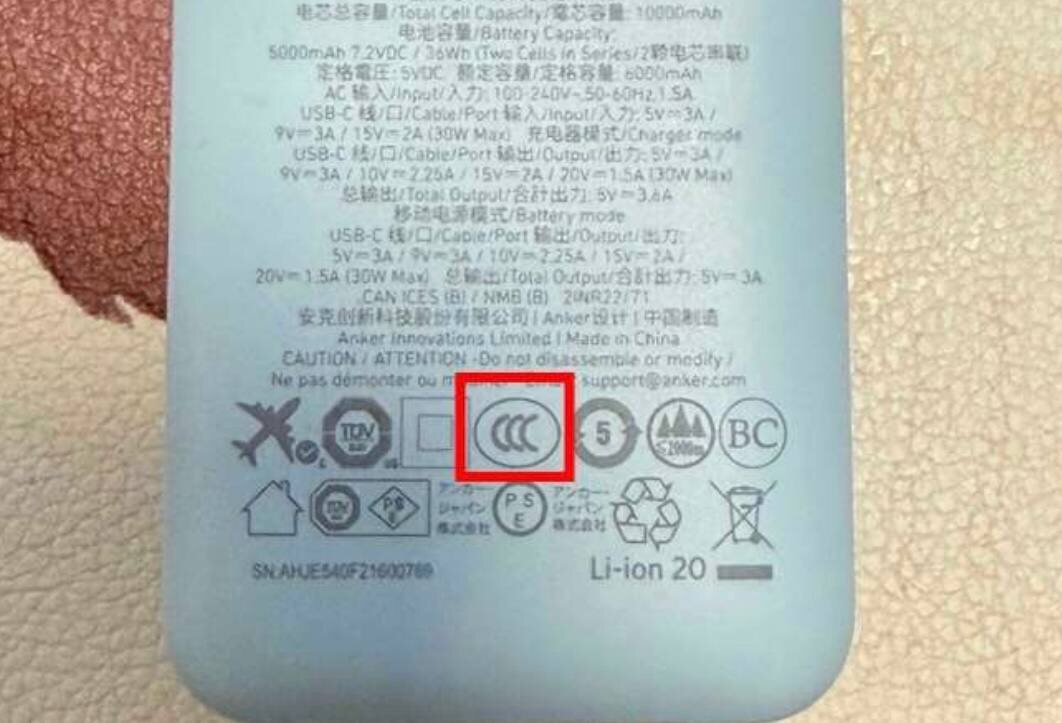 电芯总容量/Total Cell Capacity/電芯容量: 10000mAh
电池容量/Battery Capacity:
5000mAh 7.2VDC / 36Wh (Two Cells in Series/2颗电芯串联)
定格電圧: 5VDC 额定容量/定格容量: 6000mAh
AC 输入/Input/入力: 100-240V~,50-60Hz,1.5A
USB-C 线/口/Cable/Port 输入/Input/入力: 5V⎓3A /
9V⎓3A / 15V⎓2A (30W Max) 充电器模式/Charger mode
USB-C 线/口/Cable/Port 输出/Output/出力: 5V⎓3A /
9V⎓3A / 10V⎓2.25A / 15V⎓2A / 20V⎓1.5A (30W Max)
总输出/Total Output/合計出力: 5V⎓3.6A
移动电源模式/Battery mode
USB-C 线/口/Cable/Port 输出/Output/出力:
5V⎓3A / 9V⎓3A / 10V⎓2.25A / 15V⎓2A /
20V⎓1.5A (30W Max) 总输出/Total Output/合計出力: 5V⎓3A
CAN ICES (B) / NMB (B) 2INR22/71
安克创新科技股份有限公司 | Anker设计 | 中国制造
Anker Innovations Limited | Made in China
CAUTION / ATTENTION -Do not disassemble or modify /
Ne pas démonter ou support@anker.com
TÜV CCC 5 ≤2000m BC
TÜV PSE アンカー・ジャパン株式会社 PSE アンカー・ジャパン株式会社
SN:AHJE540F21600789 Li-ion 20